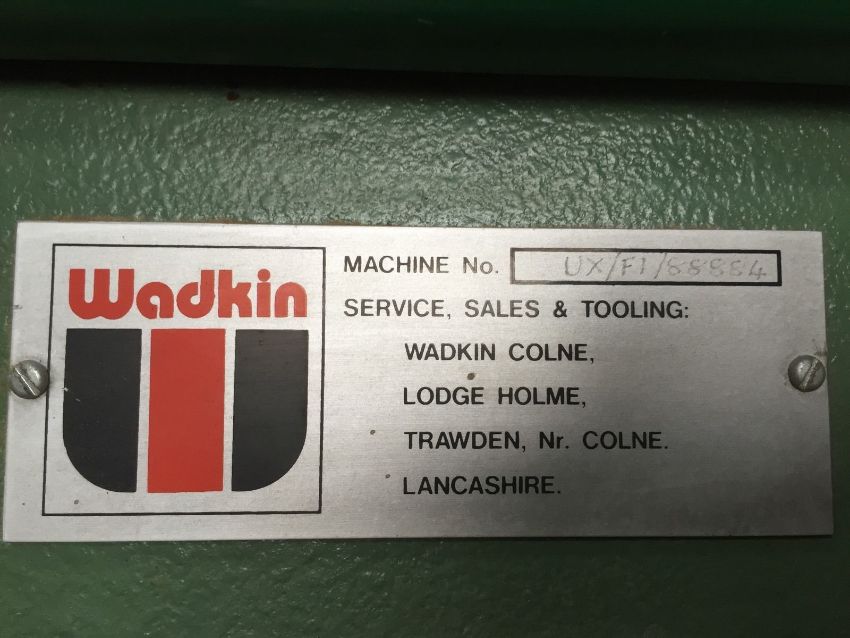 Wadkin
MACHINE No. UX/F1/88884
SERVICE, SALES & TOOLING:
WADKIN COLNE,
LODGE HOLME,
TRAWDEN, Nr. COLNE.
LANCASHIRE.